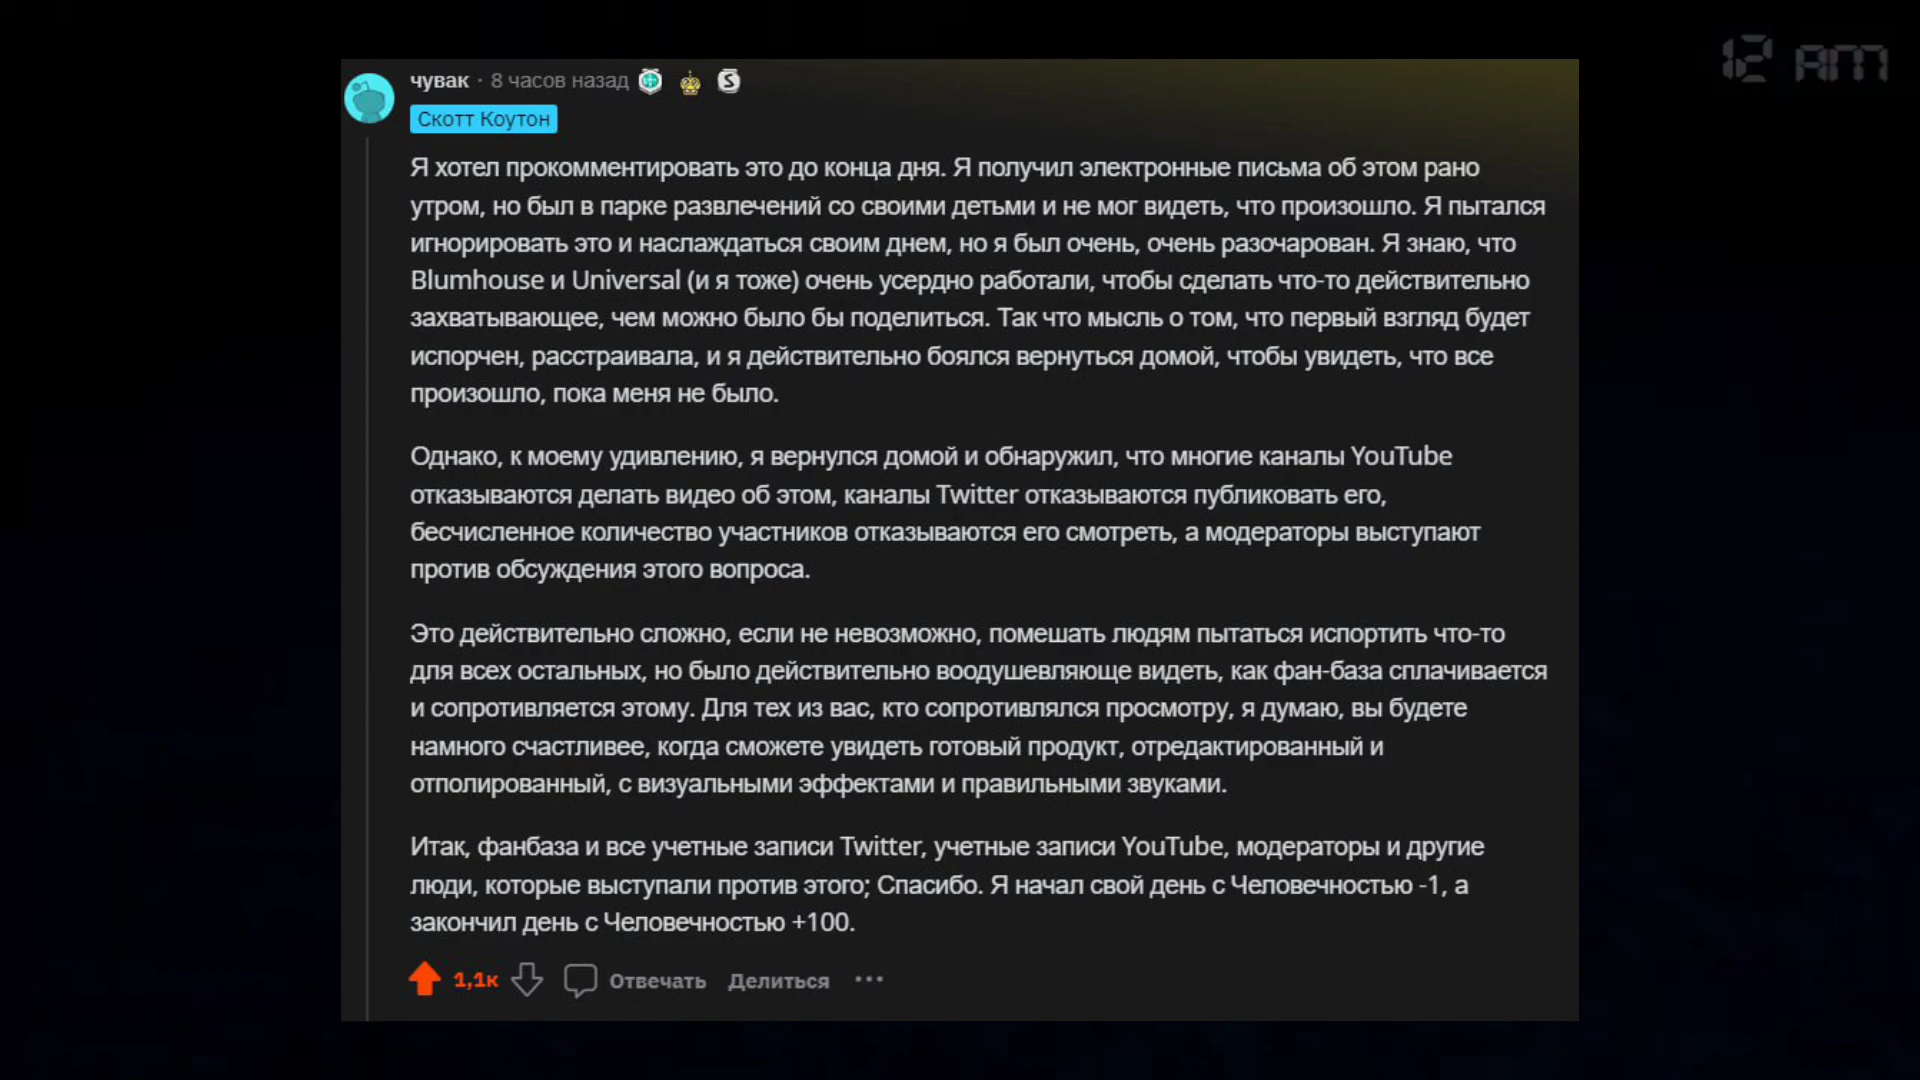 12 AM
чувак · 8 часов назад
Скотт Коутон
Я хотел прокомментировать это до конца дня. Я получил электронные письма об этом рано
утром, но был в парке развлечений со своими детьми и не мог видеть, что произошло. Я пытался
игнорировать это и наслаждаться своим днем, но я был очень, очень разочарован. Я знаю, что
Blumhouse и Universal (и я тоже) очень усердно работали, чтобы сделать что-то действительно
захватывающее, чем можно было бы поделиться. Так что мысль о том, что первый взгляд будет
испорчен, расстраивала, и я действительно боялся вернуться домой, чтобы увидеть, что все
произошло, пока меня не было.
Однако, к моему удивлению, я вернулся домой и обнаружил, что многие каналы YouTube
отказываются делать видео об этом, каналы Twitter отказываются публиковать его,
бесчисленное количество участников отказываются его смотреть, а модераторы выступают
против обсуждения этого вопроса.
Это действительно сложно, если не невозможно, помешать людям пытаться испортить что-то
для всех остальных, но было действительно воодушевляюще видеть, как фан-база сплачивается
и сопротивляется этому. Для тех из вас, кто сопротивлялся просмотру, я думаю, вы будете
намного счастливее, когда сможете увидеть готовый продукт, отредактированный и
отполированный, с визуальными эффектами и правильными звуками.
Итак, фанбаза и все учетные записи Twitter, учетные записи YouTube, модераторы и другие
люди, которые выступали против этого; Спасибо. Я начал свой день с Человечностью -1, а
закончил день с Человечностью +100.
1,1к Отвечать Делиться ···